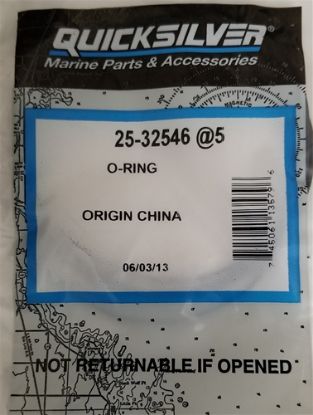 QUICKSILVER®
Marine Parts & Accessories
25-32546 @5
O-RING
ORIGIN CHINA
06/03/13
NOT RETURNABLE IF OPENED